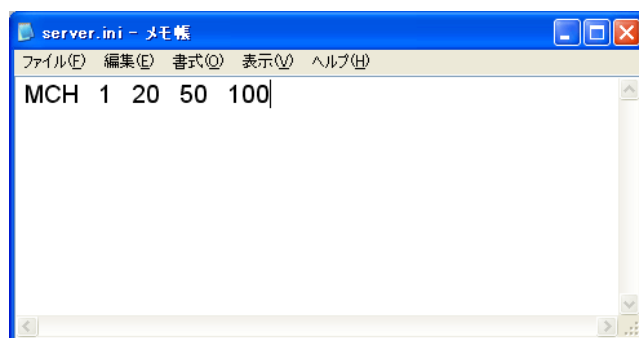 server.ini - メモ帳
ファイル(F) 編集(E) 書式(O) 表示(V) ヘルプ(H)
MCH 1 20 50 100